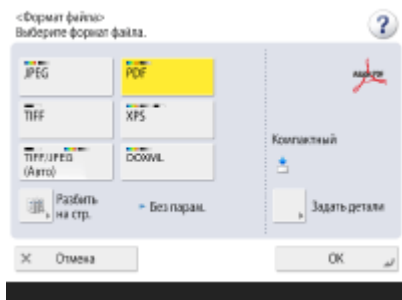 <Формат файла>
Выберите формат файла.
?
JPEG
PDF
TIFF
XPS
TIFF/JPEG
(Авто)
OOXML
Компактный
Разбить
на стр.
Без парам.
Задать детали
× Отмена
OK